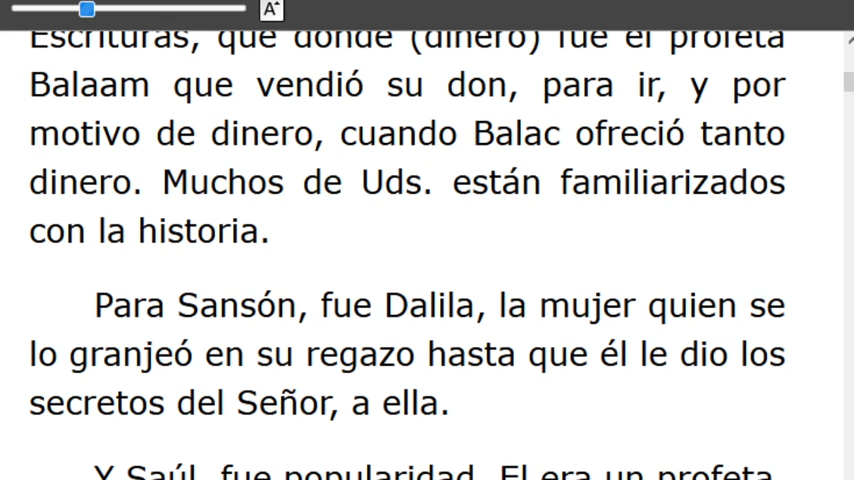 A
Escrituras, que donde (dinero) fue el profeta
Balaam que vendió su don, para ir, y por
motivo de dinero, cuando Balac ofreció tanto
dinero. Muchos de Uds. están familiarizados
con la historia.
Para Sansón, fue Dalila, la mujer quien se
lo granjeó en su regazo hasta que él le dio los
secretos del Señor, a ella.
Y Saúl, fue popularidad. El era un profeta,